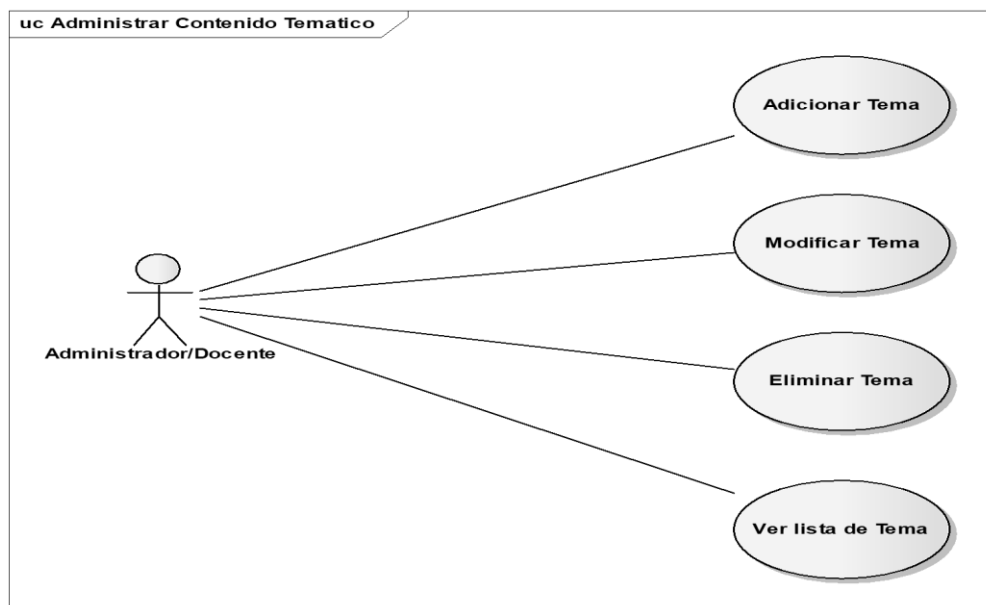 uc Administrar Contenido Tematico
Adicionar Tema
Modificar Tema
Administrador/Docente
Eliminar Tema
Ver lista de Tema